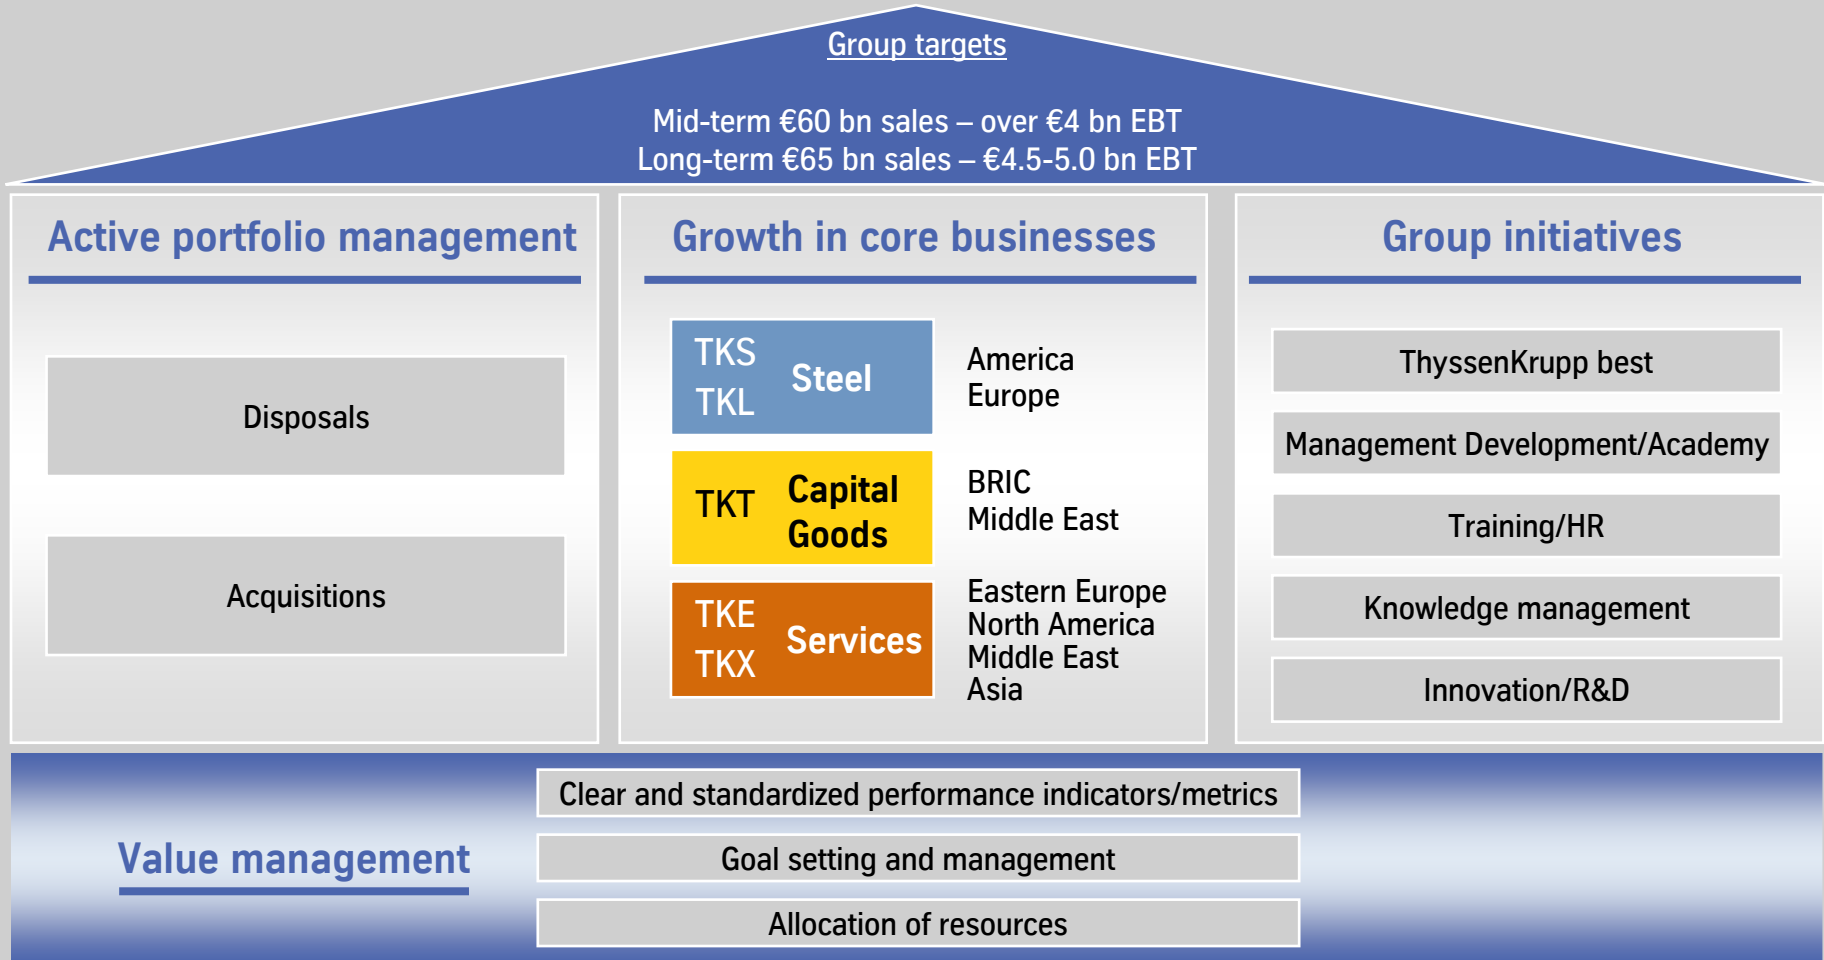 Group targets
Mid-term €60 bn sales – over €4 bn EBT
Long-term €65 bn sales – €4.5-5.0 bn EBT
Active portfolio management
Disposals
Acquisitions
Growth in core businesses
TKS
TKL
Steel
America
Europe
TKT
Capital
Goods
BRIC
Middle East
TKE
TKX
Services
Eastern Europe
North America
Middle East
Asia
Group initiatives
ThyssenKrupp best
Management Development/Academy
Training/HR
Knowledge management
Innovation/R&D
Value management
Clear and standardized performance indicators/metrics
Goal setting and management
Allocation of resources